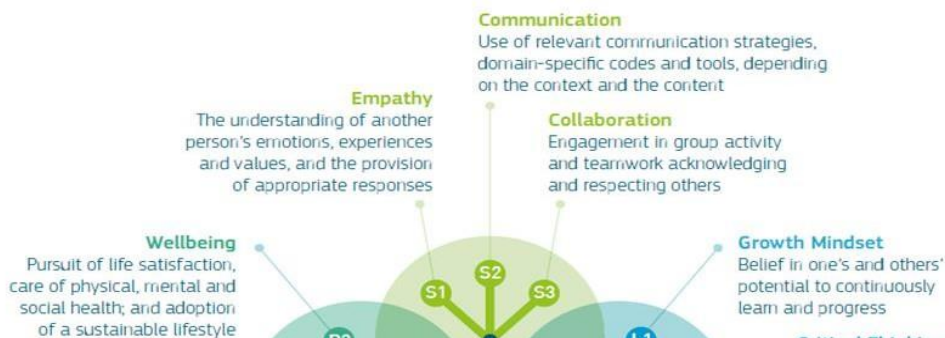 Communication
Use of relevant communication strategies,
domain-specific codes and tools, depending
on the context and the content
Empathy
The understanding of another
person's emotions, experiences
and values, and the provision
of appropriate responses
Collaboration
Engagement in group activity
and teamwork acknowledging
and respecting others
Wellbeing
Pursuit of life satisfaction,
care of physical, mental and
social health; and adoption
of a sustainable lifestyle
Growth Mindset
Belief in one's and others'
potential to continuously
learn and progress
S1
S2
S3